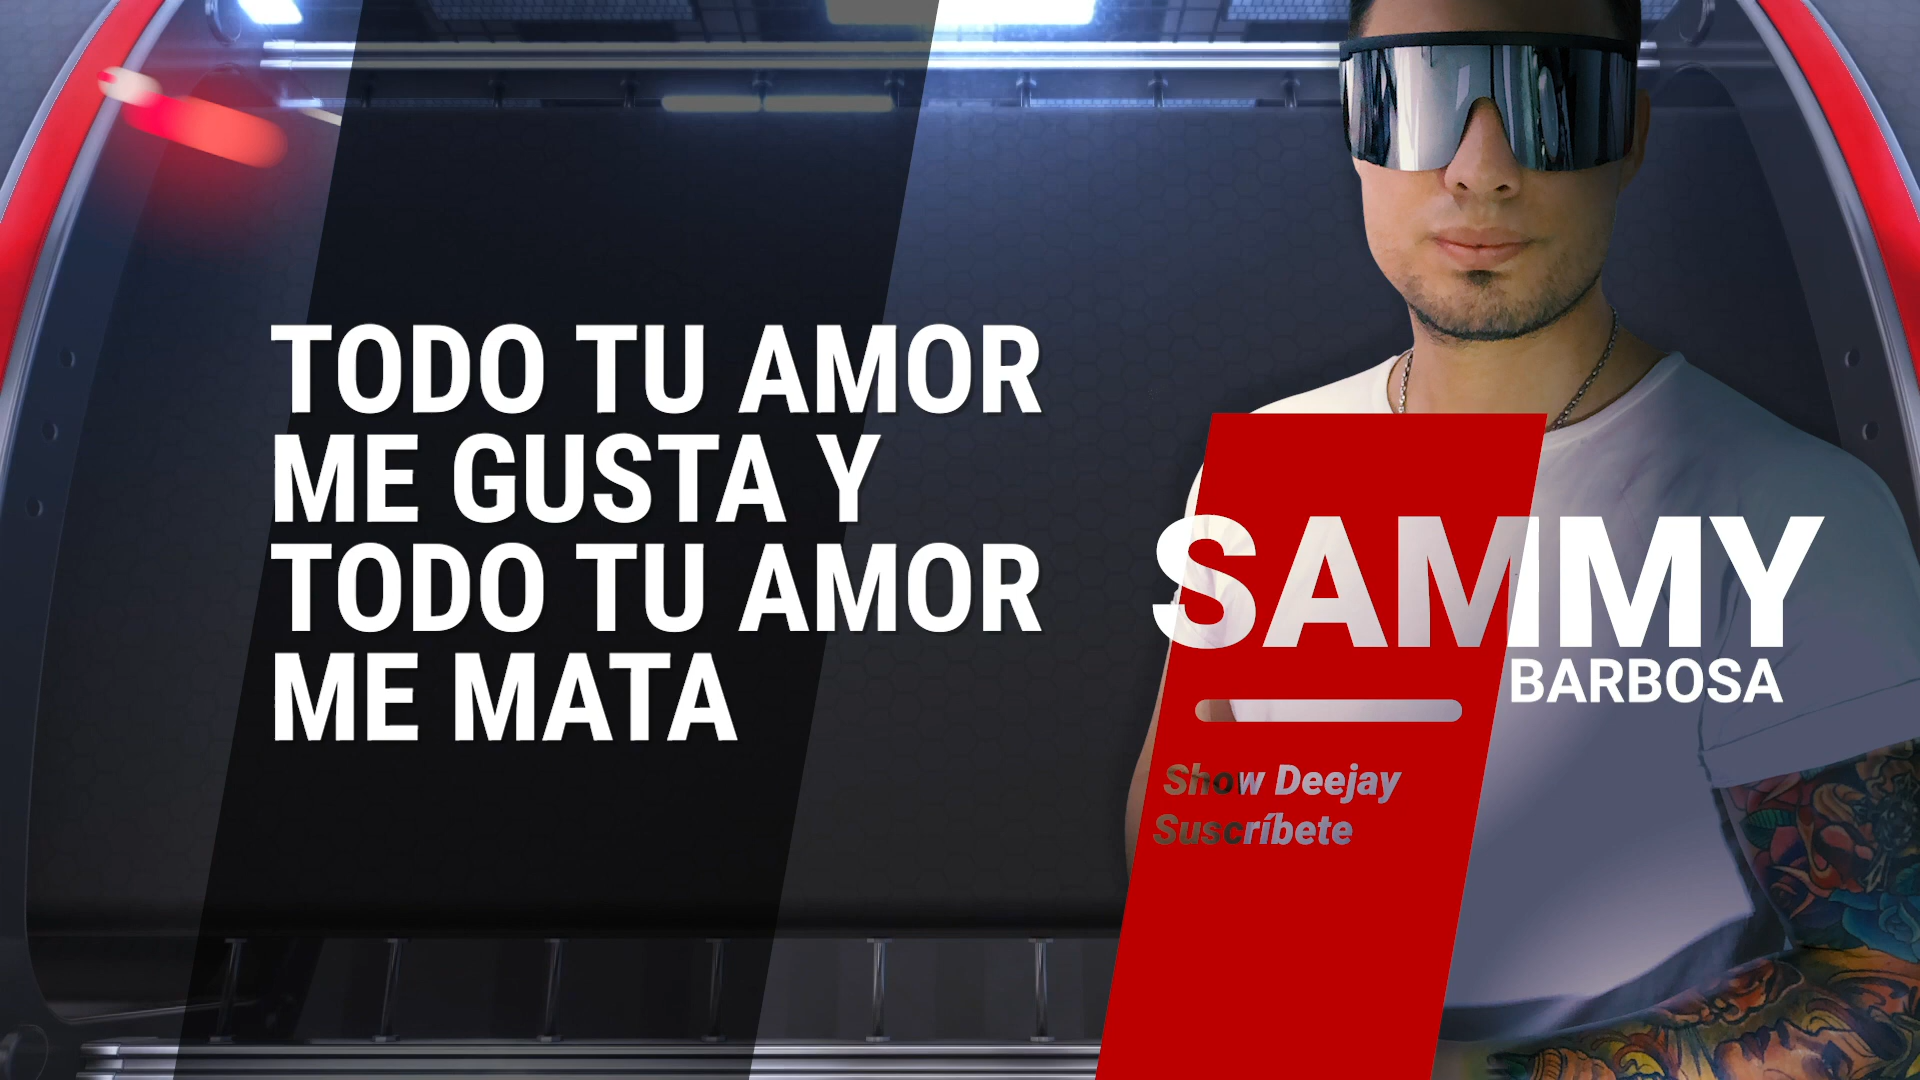 TODO TU AMOR
ME GUSTA Y
TODO TU AMOR
ME MATA
SAMMY
BARBOSA
Show Deejay
Suscríbete